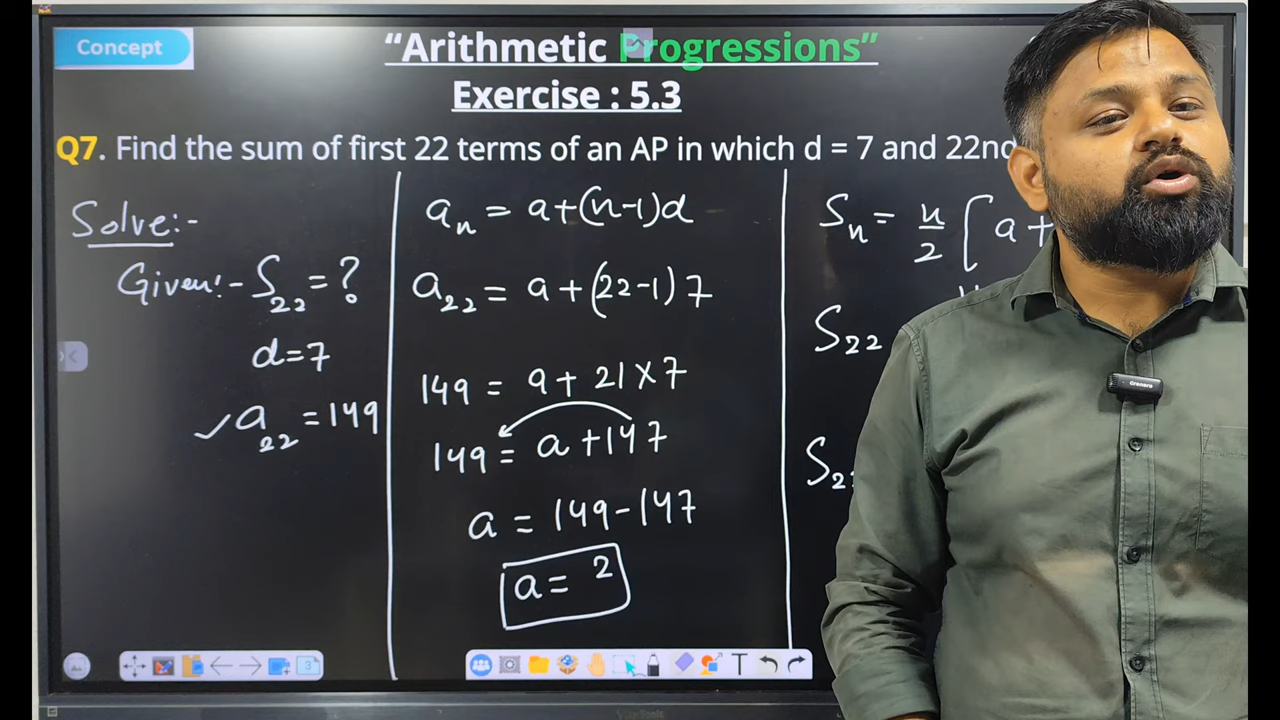 Concept
“Arithmetic Progressions”
Exercise : 5.3
Q7. Find the sum of first 22 terms of an AP in which d = 7 and 22nd
Solve:-
Given:- S₂₂ = ?
d=7
✓ a₂₂ = 149
aₙ = a+(n-1)d
a₂₂ = a+(22-1)7
149 = a+ 21×7
149 = a+147
a = 149-147
a = 2
Sₙ = n/2 [ a+
S₂₂
S₂
3
T